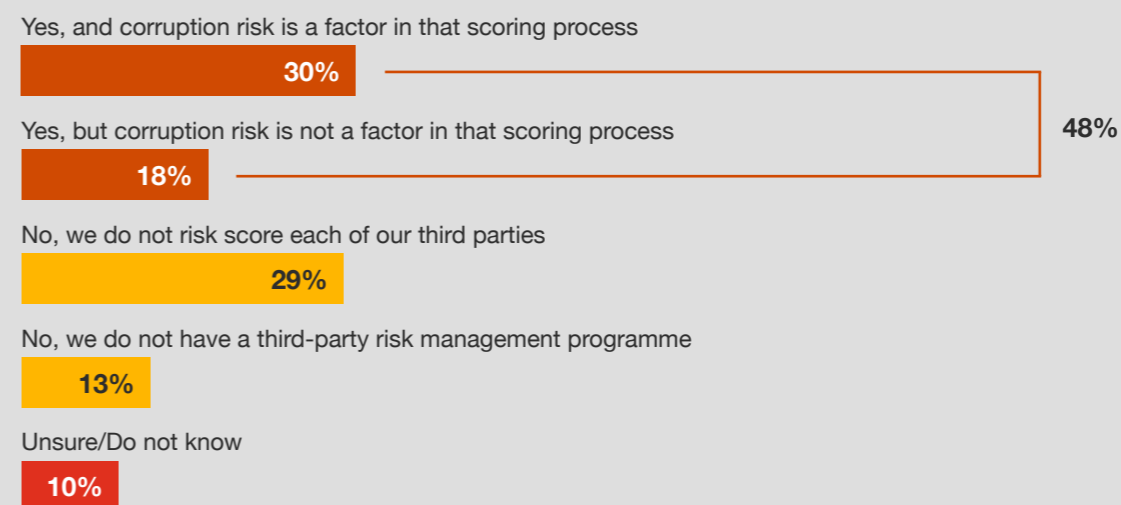 Yes, and corruption risk is a factor in that scoring process
30%
Yes, but corruption risk is not a factor in that scoring process
48%
18%
No, we do not risk score each of our third parties
29%
No, we do not have a third-party risk management programme
13%
Unsure/Do not know
10%